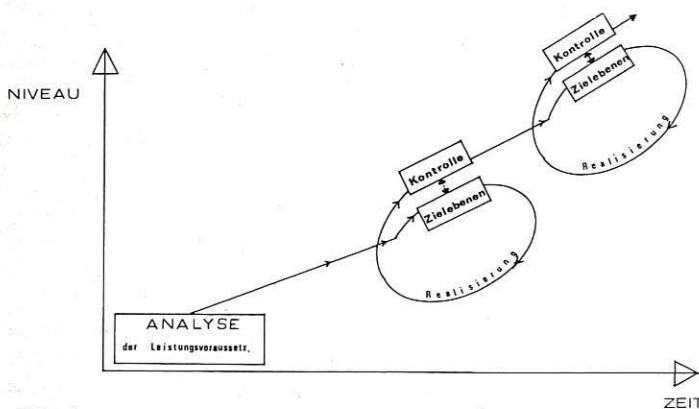 Kontrolle
Zielebenen
Realisierung
NIVEAU
Kontrolle
Zielebenen
Realisierung
ANALYSE
der Leistungsvoraussetz.
ZEIT